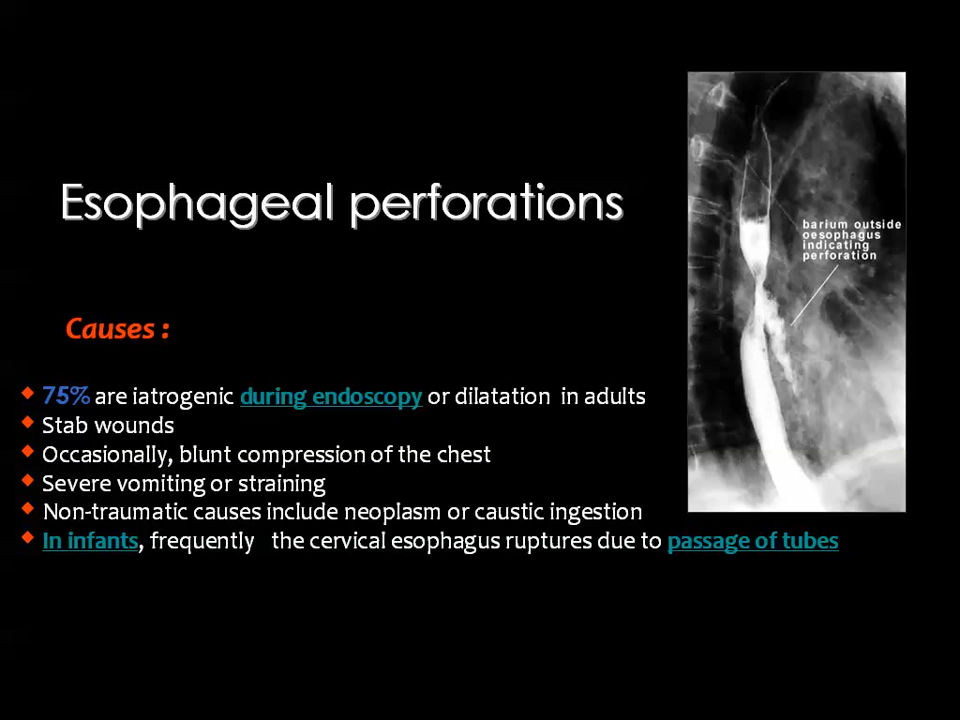 Esophageal perforations
barium outside
oesophagus
indicating
perforation
Causes :
75% are iatrogenic during endoscopy or dilatation in adults
Stab wounds
Occasionally, blunt compression of the chest
Severe vomiting or straining
Non-traumatic causes include neoplasm or caustic ingestion
In infants, frequently the cervical esophagus ruptures due to passage of tubes